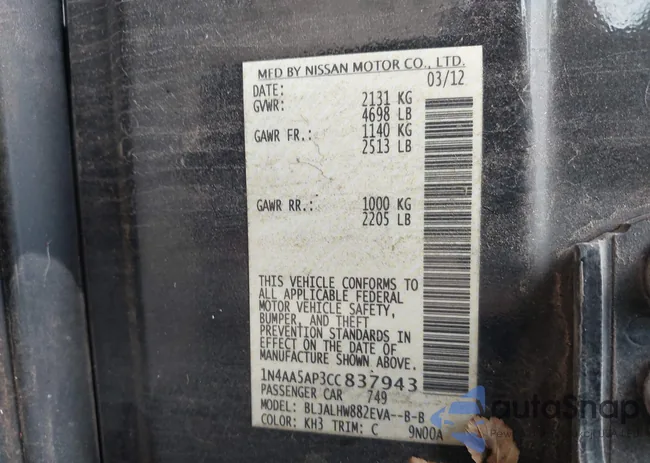 MFD BY NISSAN MOTOR CO., LTD.
DATE: 03/12
GVWR: 2131 KG
4698 LB
GAWR FR.: 1140 KG
2513 LB
GAWR RR.: 1000 KG
2205 LB
THIS VEHICLE CONFORMS TO
ALL APPLICABLE FEDERAL
MOTOR VEHICLE SAFETY,
BUMPER, AND THEFT
PREVENTION STANDARDS IN
EFFECT ON THE DATE OF
MANUFACTURE SHOWN ABOVE.
1N4AA5AP3CC837943
PASSENGER CAR 749
MODEL: BLJALHW882EVA--B-B
COLOR: KH3 TRIM: C 9N00A
AutoSnap